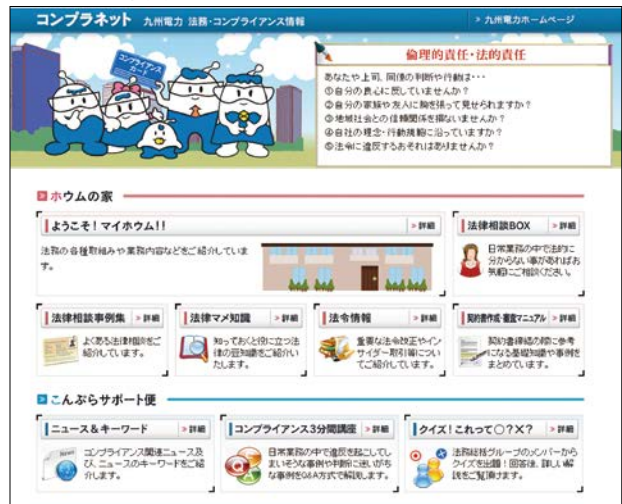 コンプラネット 九州電力 法務・コンプライアンス情報
> 九州電力ホームページ
コンプライアンス
カード
倫理的責任・法的責任
あなたや上司、同僚の判断や行動は・・・
①自分の良心に反していませんか？
②自分の家族や友人に胸を張って見せられますか？
③地域社会との信頼関係を損ないませんか？
④自社の理念・行動規範に沿っていますか？
⑤法令に違反するおそれはありませんか？
ホウムの家
ようこそ！マイホウム!!
> 詳細
法務の各種取組みや業務内容などをご紹介していま
す。
法律相談BOX
> 詳細
日常業務の中で法的に
分からない事があればお
気軽にご相談ください。
法律相談事例集
> 詳細
よくある法律相談をご
紹介しています。
法律マメ知識
> 詳細
知っておくと役に立つ法
律の豆知識をご紹介い
たします。
法令情報
> 詳細
重要な法令改正やイン
サイダー取引等につい
てご紹介しています。
契約書作成・審査マニュアル
> 詳細
契約書締結の際に参考
になる基礎知識や事例を
まとめています。
こんぷらサポート便
ニュース＆キーワード
> 詳細
News
コンプライアンス関連ニュース及
び、ニュースのキーワードをご紹
介します。
コンプライアンス3分間講座
> 詳細
Q&A
日常業務の中で違反を起こしてし
まいそうな事例や判断に迷いがち
な事例をQ&A方式で解説します。
クイズ！これって○？×？
> 詳細
法務総括グループのメンバーから
クイズを出題！回答後、詳しい解
説をご覧頂けます。